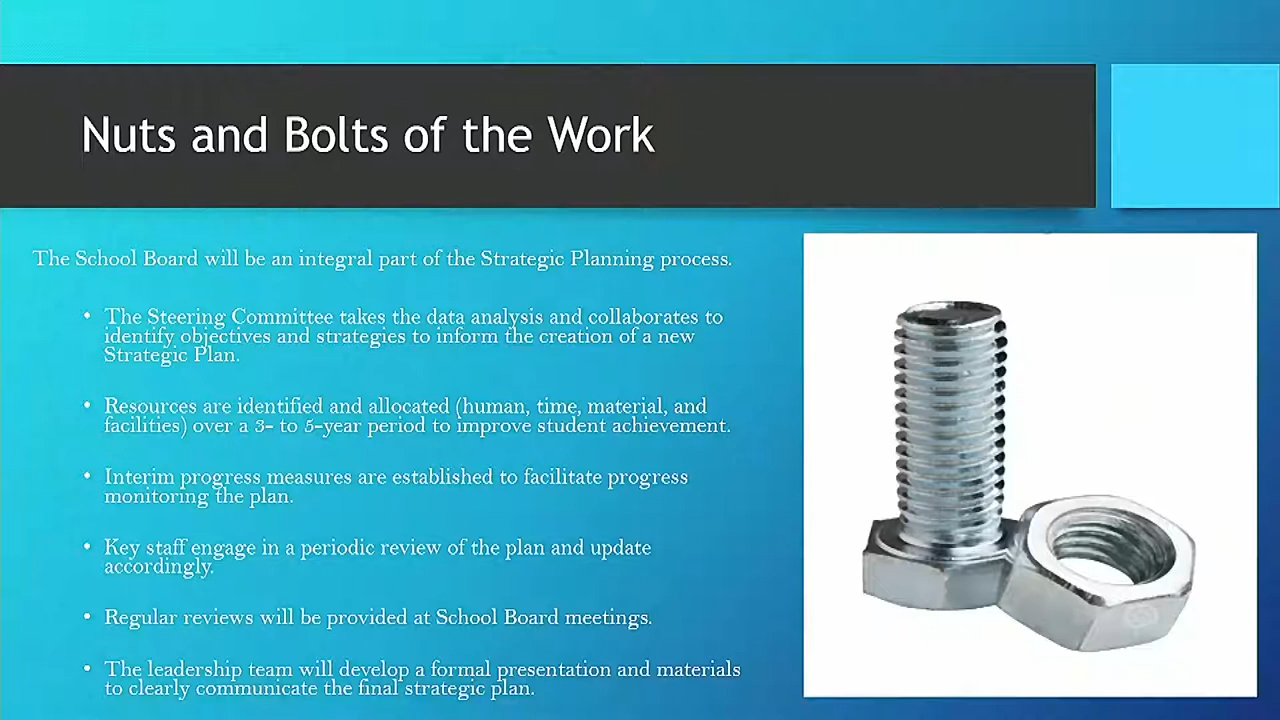 Nuts and Bolts of the Work
The School Board will be an integral part of the Strategic Planning process.
• The Steering Committee takes the data analysis and collaborates to
identify objectives and strategies to inform the creation of a new
Strategic Plan.
• Resources are identified and allocated (human, time, material, and
facilities) over a 3- to 5-year period to improve student achievement.
• Interim progress measures are established to facilitate progress
monitoring the plan.
• Key staff engage in a periodic review of the plan and update
accordingly.
• Regular reviews will be provided at School Board meetings.
• The leadership team will develop a formal presentation and materials
to clearly communicate the final strategic plan.